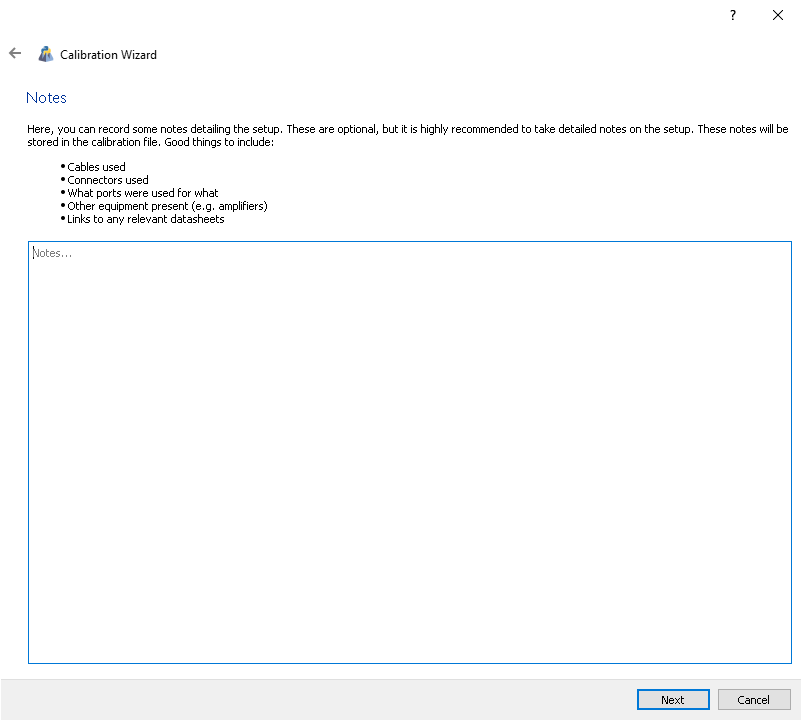 ?
Calibration Wizard
Notes
Here, you can record some notes detailing the setup. These are optional, but it is highly recommended to take detailed notes on the setup. These notes will be
stored in the calibration file. Good things to include:
• Cables used
• Connectors used
• What ports were used for what
• Other equipment present (e.g. amplifiers)
• Links to any relevant datasheets
Notes...
Next
Cancel